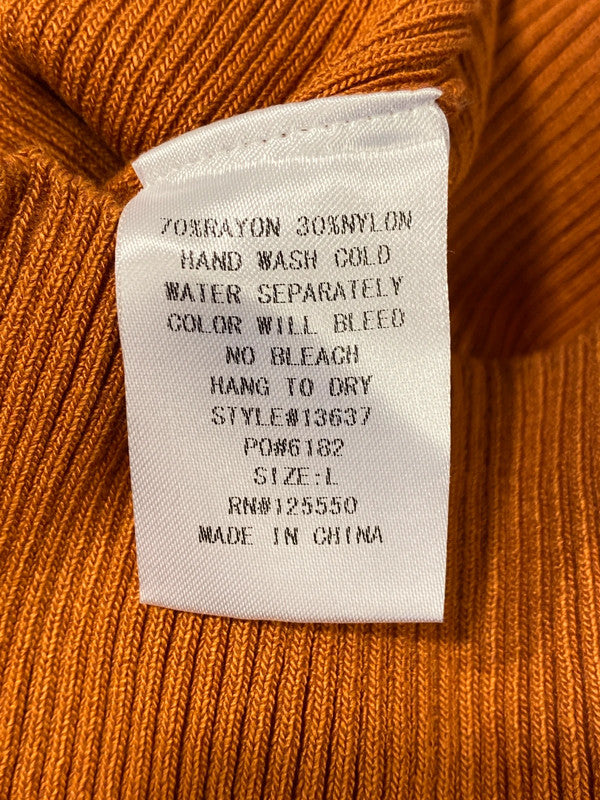 70%RAYON 30%NYLON
HAND WASH COLD
WATER SEPARATELY
COLOR WILL BLEED
NO BLEACH
HANG TO DRY
STYLE#13637
PO#6182
SIZE:L
RN#125550
MADE IN CHINA